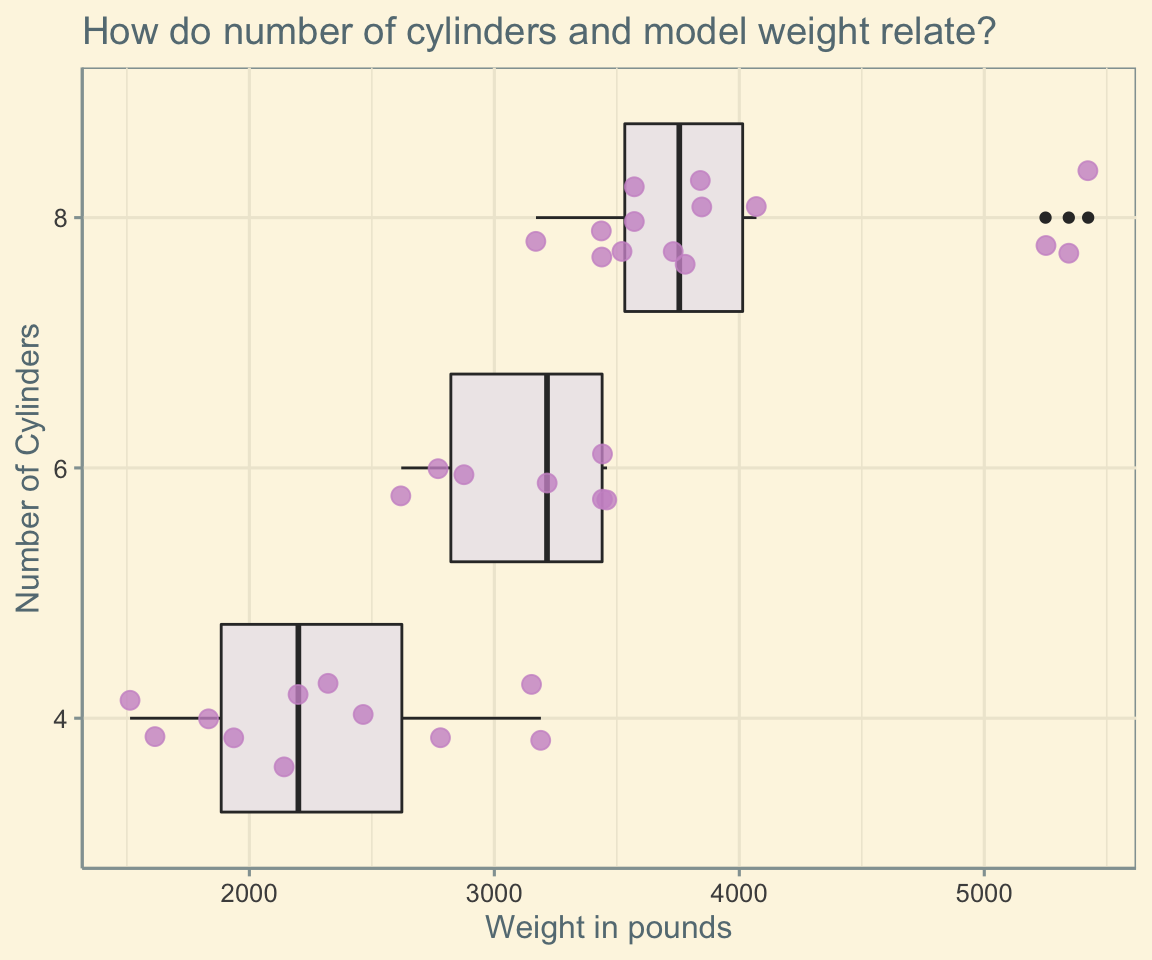 How do number of cylinders and model weight relate?
Number of Cylinders
8
6
4
2000 3000 4000 5000
Weight in pounds